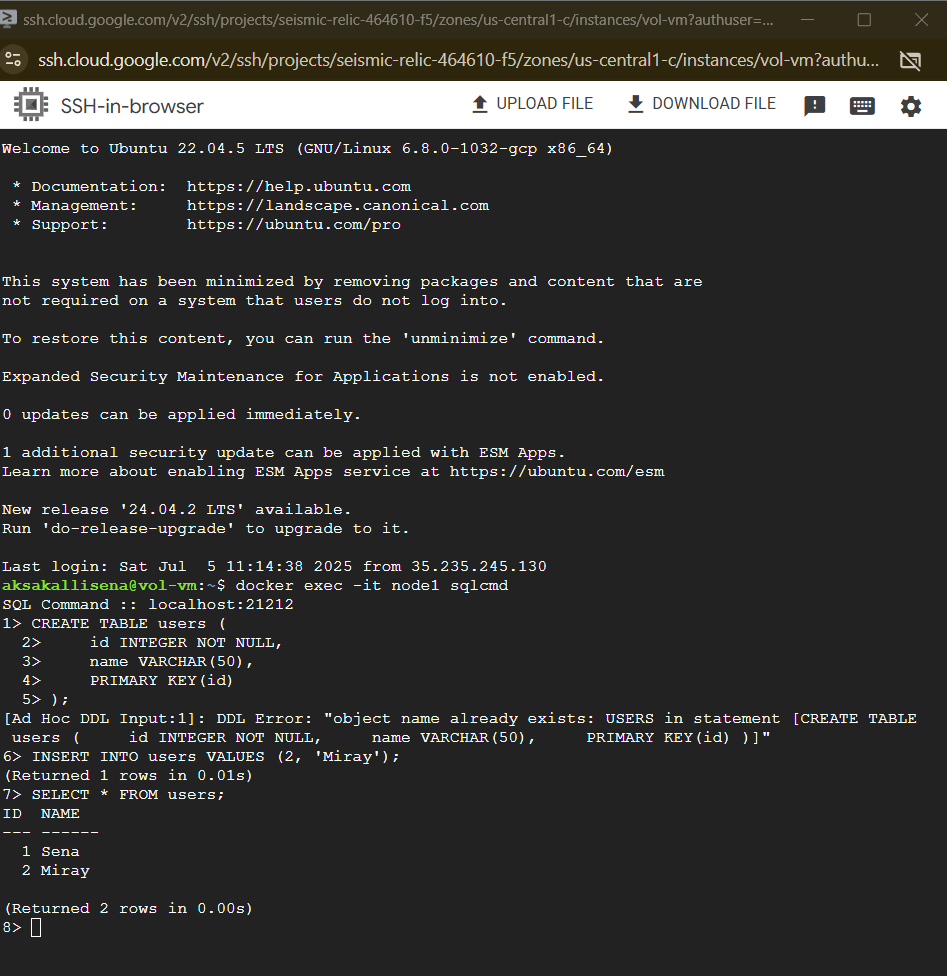 ssh.cloud.google.com/v2/ssh/projects/seismic-relic-464610-f5/zones/us-central1-c/instances/vol-vm?authuser=...
ssh.cloud.google.com/v2/ssh/projects/seismic-relic-464610-f5/zones/us-central1-c/instances/vol-vm?authu...
SSH-in-browser UPLOAD FILE DOWNLOAD FILE
Welcome to Ubuntu 22.04.5 LTS (GNU/Linux 6.8.0-1032-gcp x86_64)
 * Documentation:  https://help.ubuntu.com
 * Management:     https://landscape.canonical.com
 * Support:        https://ubuntu.com/pro
This system has been minimized by removing packages and content that are
not required on a system that users do not log into.
To restore this content, you can run the 'unminimize' command.
Expanded Security Maintenance for Applications is not enabled.
0 updates can be applied immediately.
1 additional security update can be applied with ESM Apps.
Learn more about enabling ESM Apps service at https://ubuntu.com/esm
New release '24.04.2 LTS' available.
Run 'do-release-upgrade' to upgrade to it.
Last login: Sat Jul  5 11:14:38 2025 from 35.235.245.130
aksakallisena@vol-vm:~$ docker exec -it node1 sqlcmd
SQL Command :: localhost:21212
1> CREATE TABLE users (
  2>     id INTEGER NOT NULL,
  3>     name VARCHAR(50),
  4>     PRIMARY KEY(id)
  5> );
[Ad Hoc DDL Input:1]: DDL Error: "object name already exists: USERS in statement [CREATE TABLE
 users (     id INTEGER NOT NULL,     name VARCHAR(50),     PRIMARY KEY(id) )]"
6> INSERT INTO users VALUES (2, 'Miray');
(Returned 1 rows in 0.01s)
7> SELECT * FROM users;
ID  NAME
--- ------
  1 Sena
  2 Miray
(Returned 2 rows in 0.00s)
8>